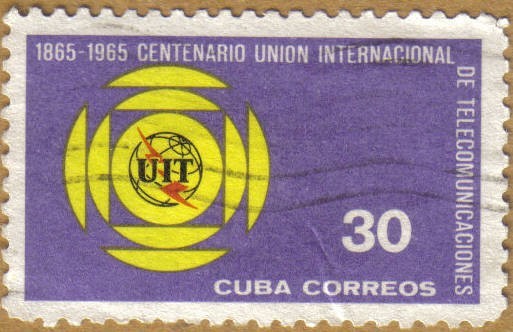 1865-1965 CENTENARIO UNION INTERNACIONAL
DE TELECOMUNICACIONES
UIT
30
CUBA CORREOS